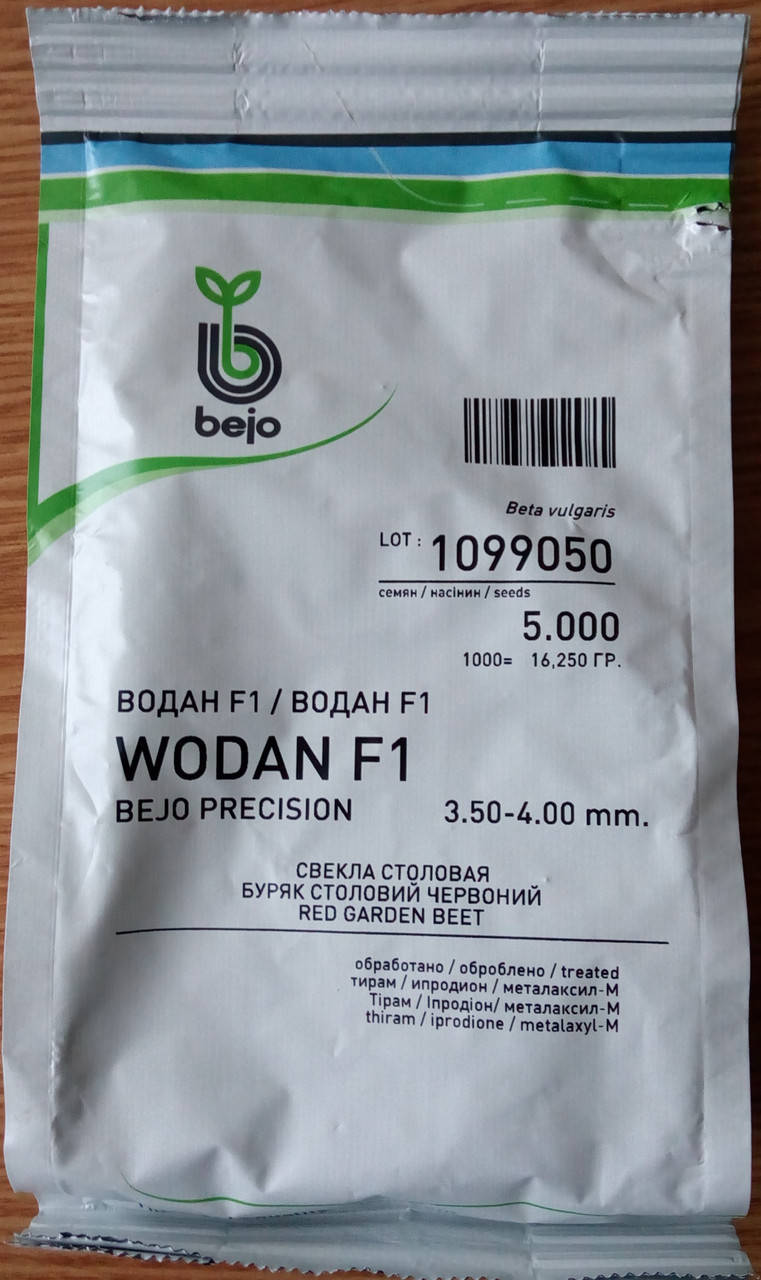 bejo
Beta vulgaris
LOT : 1099050
семян / насінин / seeds
5.000
1000= 16,250 ГР.
ВОДАН F1 / ВОДАН F1
WODAN F1
BEJO PRECISION 3.50-4.00 mm.
СВЕКЛА СТОЛОВАЯ
БУРЯК СТОЛОВИЙ ЧЕРВОНИЙ
RED GARDEN BEET
обработано / оброблено / treated
тирам / ипродион / металаксил-М
Тірам / Іпродіон/ металаксил-М
thiram / iprodione / metalaxyl-M